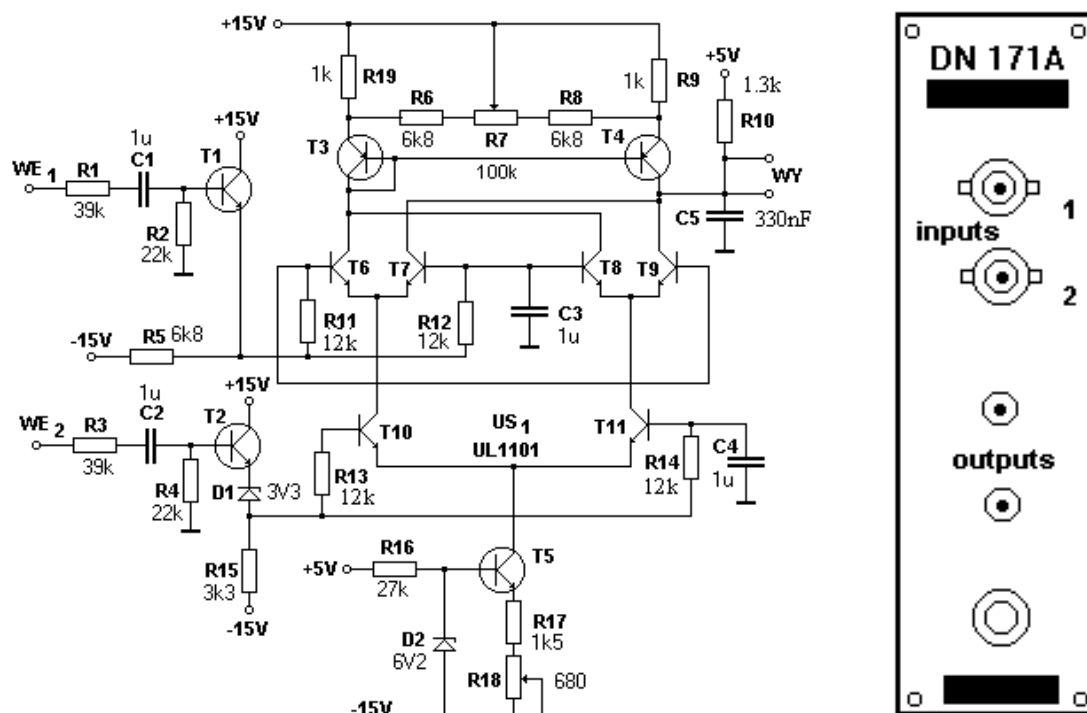 +15V
1k
R19
R6
6k8
R7
100k
R8
6k8
1k
R9
+5V
1.3k
R10
T3
T4
WY
C5
330nF
1u
C1
+15V
T1
WE 1
R1
39k
R2
22k
T6
T7
T8
T9
R11
12k
R12
12k
C3
1u
-15V
R5
6k8
1u
C2
+15V
T2
WE 2
R3
39k
R4
22k
D1
3V3
T10
US 1
UL1101
T11
R13
12k
R14
12k
C4
1u
R15
3k3
-15V
+5V
R16
27k
T5
R17
1k5
D2
6V2
R18
680
-15V
DN 171A
1
inputs
2
outputs